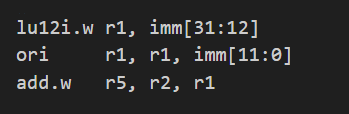 lu12i.w r1, imm[31:12]
ori     r1, r1, imm[11:0]
add.w   r5, r2, r1